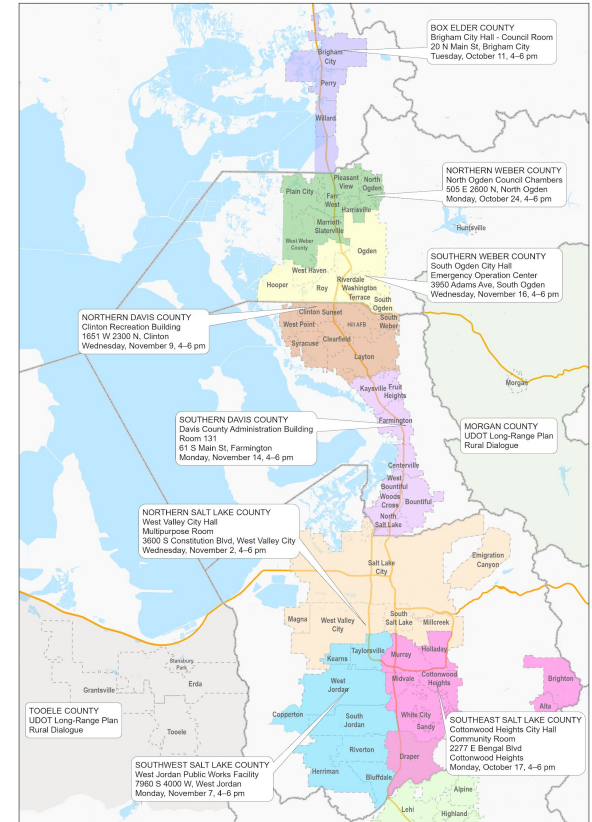 BOX ELDER COUNTY
Brigham City Hall - Council Room
20 N Main St, Brigham City
Tuesday, October 11, 4–6 pm
Brigham
City
Perry
Willard
NORTHERN WEBER COUNTY
North Ogden Council Chambers
505 E 2600 N, North Ogden
Monday, October 24, 4–6 pm
Pleasant
View
North
Ogden
Plain City
Farr
West
Harrisville
Marriott-
Slaterville
West Weber
County
Huntsville
Ogden
SOUTHERN WEBER COUNTY
South Ogden City Hall
Emergency Operation Center
3950 Adams Ave, South Ogden
Wednesday, November 16, 4–6 pm
West Haven
Hooper
Roy
Riverdale
Washington
Terrace
South
Ogden
NORTHERN DAVIS COUNTY
Clinton Recreation Building
1651 W 2300 N, Clinton
Wednesday, November 9, 4–6 pm
Clinton
Sunset
South
Weber
West Point
Hill AFB
Syracuse
Clearfield
Layton
Morgan
Kaysville
Fruit
Heights
SOUTHERN DAVIS COUNTY
Davis County Administration Building
Room 131
61 S Main St, Farmington
Monday, November 14, 4–6 pm
Farmington
MORGAN COUNTY
UDOT Long-Range Plan
Rural Dialogue
Centerville
West
Bountiful
Woods
Cross
Bountiful
North
Salt Lake
NORTHERN SALT LAKE COUNTY
West Valley City Hall
Multipurpose Room
3600 S Constitution Blvd, West Valley City
Wednesday, November 2, 4–6 pm
Salt Lake
City
Emigration
Canyon
Magna
West Valley
City
South
Salt Lake
Millcreek
Taylorsville
Murray
Holladay
Kearns
Stansbury
Park
Grantsville
Erda
Tooele
TOOELE COUNTY
UDOT Long-Range Plan
Rural Dialogue
West
Jordan
Midvale
Cottonwood
Heights
Brighton
Alta
Copperton
South
Jordan
White City
Sandy
SOUTHEAST SALT LAKE COUNTY
Cottonwood Heights City Hall
Community Room
2277 E Bengal Blvd
Cottonwood Heights
Monday, October 17, 4–6 pm
Riverton
Draper
SOUTHWEST SALT LAKE COUNTY
West Jordan Public Works Facility
7960 S 4000 W, West Jordan
Monday, November 7, 4–6 pm
Herriman
Bluffdale
Alpine
Lehi
Highland